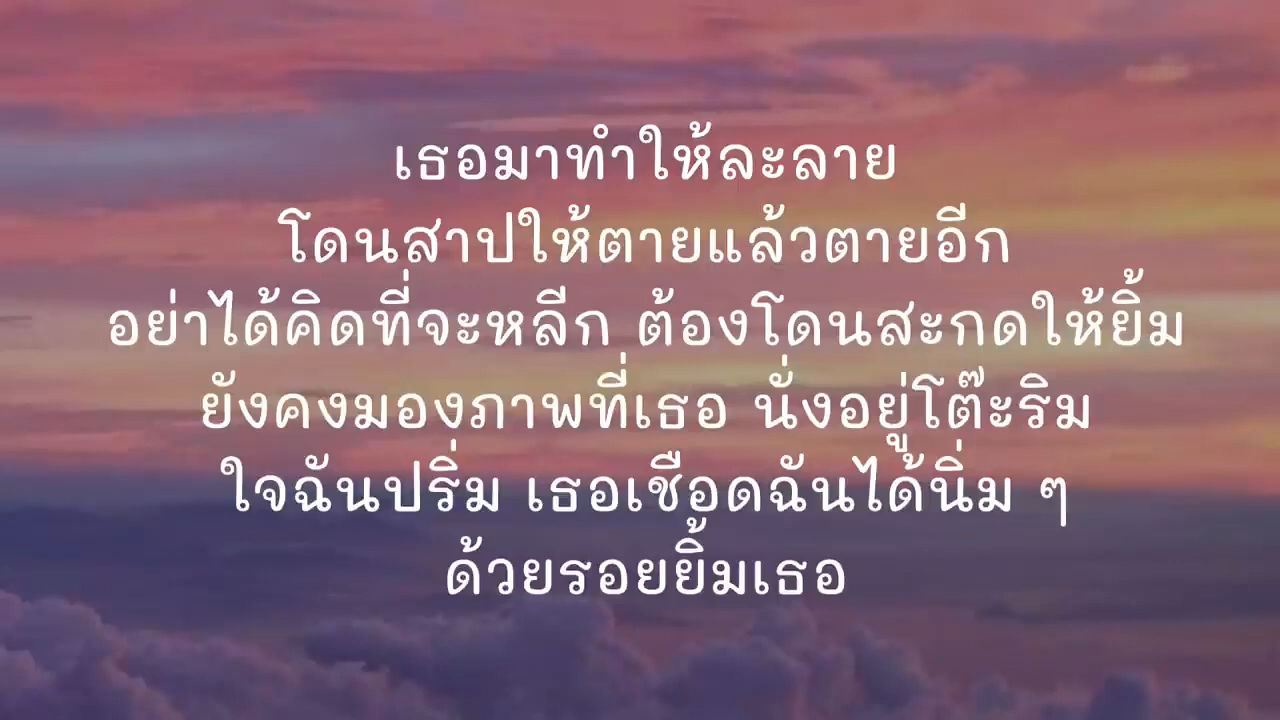 เธอมาทำให้ละลาย
โดนสาปให้ตายแล้วตายอีก
อย่าได้คิดที่จะหลีก ต้องโดนสะกดให้ยิ้ม
ยังคงมองภาพที่เธอ นั่งอยู่โต๊ะริม
ใจฉันปริ่ม เธอเชือดฉันได้นิ่ม ๆ
ด้วยรอยยิ้มเธอ